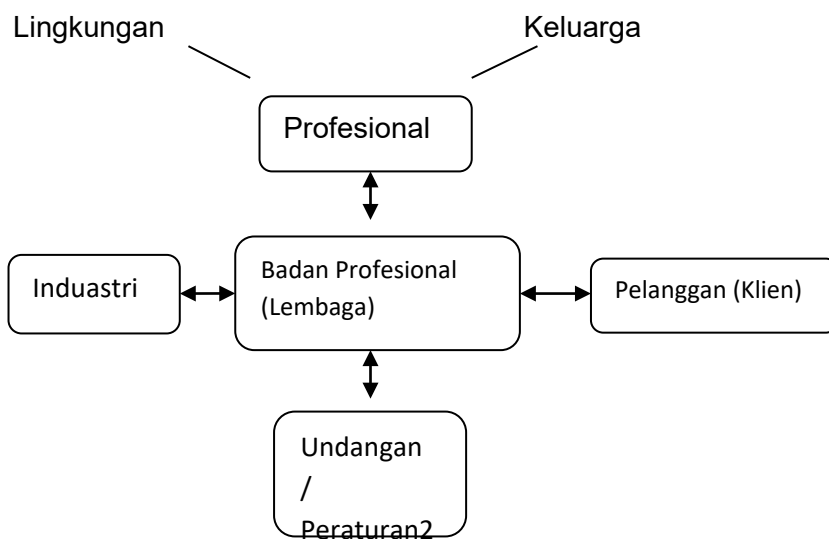 Lingkungan
Keluarga
Profesional
Induastri
Badan Profesional
(Lembaga)
Pelanggan (Klien)
Undangan
/
Peraturan2